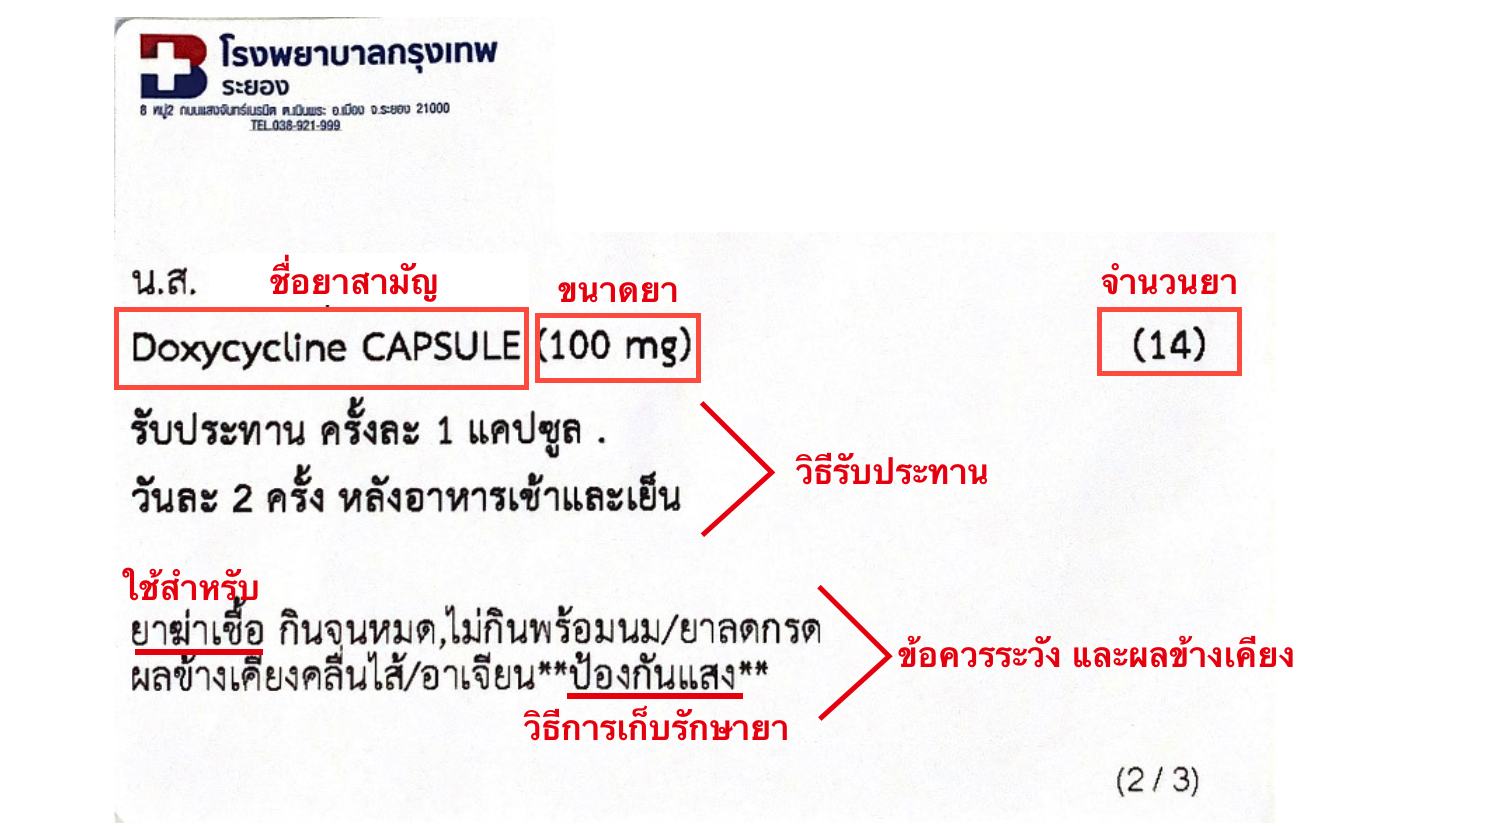 โรงพยาบาลกรุงเทพ
ระยอง
8 หมู่2 ถนนแสงจันทร์เนรมิต ต.เนินพระ อ.เมือง จ.ระยอง 21000
TEL.038-921-999
น.ส.
ชื่อยาสามัญ
ขนาดยา
จำนวนยา
Doxycycline CAPSULE (100 mg) (14)
รับประทาน ครั้งละ 1 แคปซูล .
วันละ 2 ครั้ง หลังอาหารเช้าและเย็น
วิธีรับประทาน
ใช้สำหรับ
ยาฆ่าเชื้อ กินจนหมด,ไม่กินพร้อมนม/ยาลดกรด
ผลข้างเคียงคลื่นไส้/อาเจียน**ป้องกันแสง**
ข้อควรระวัง และผลข้างเคียง
วิธีการเก็บรักษายา
(2 / 3)